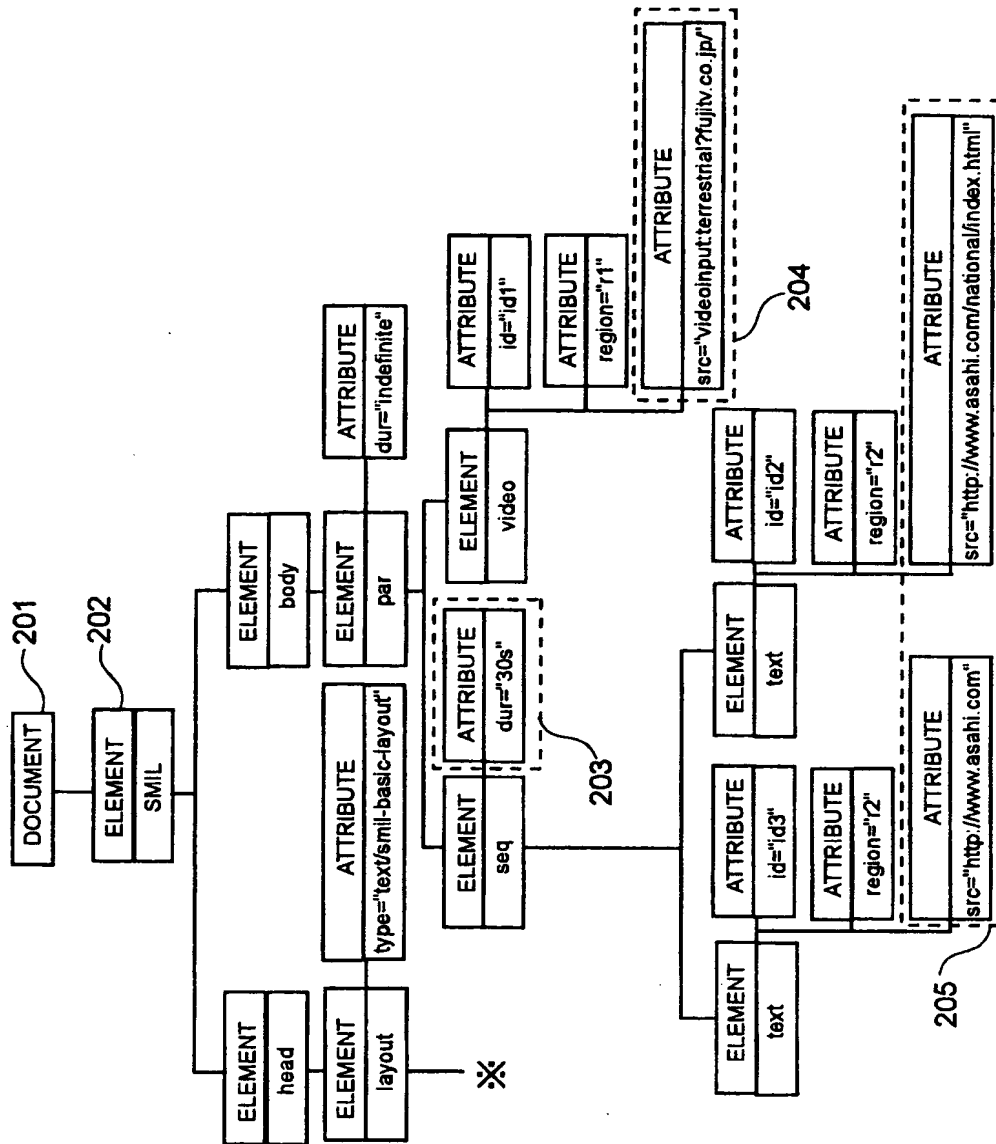 DOCUMENT
201
ELEMENT
SMIL
202
ELEMENT
head
ELEMENT
body
ELEMENT
layout
ATTRIBUTE
type="text/smil-basic-layout"
ELEMENT
par
ATTRIBUTE
dur="indefinite"
※
ELEMENT
seq
ATTRIBUTE
dur="30s"
203
ELEMENT
video
ATTRIBUTE
id="id1"
ATTRIBUTE
region="r1"
ATTRIBUTE
src="videoinput:terrestrial?fujitv.co.jp/"
204
ELEMENT
text
ATTRIBUTE
id="id3"
ATTRIBUTE
region="r2"
ATTRIBUTE
src="http://www.asahi.com"
ELEMENT
text
ATTRIBUTE
id="id2"
ATTRIBUTE
region="r2"
ATTRIBUTE
src="http://www.asahi.com/national/index.html"
205